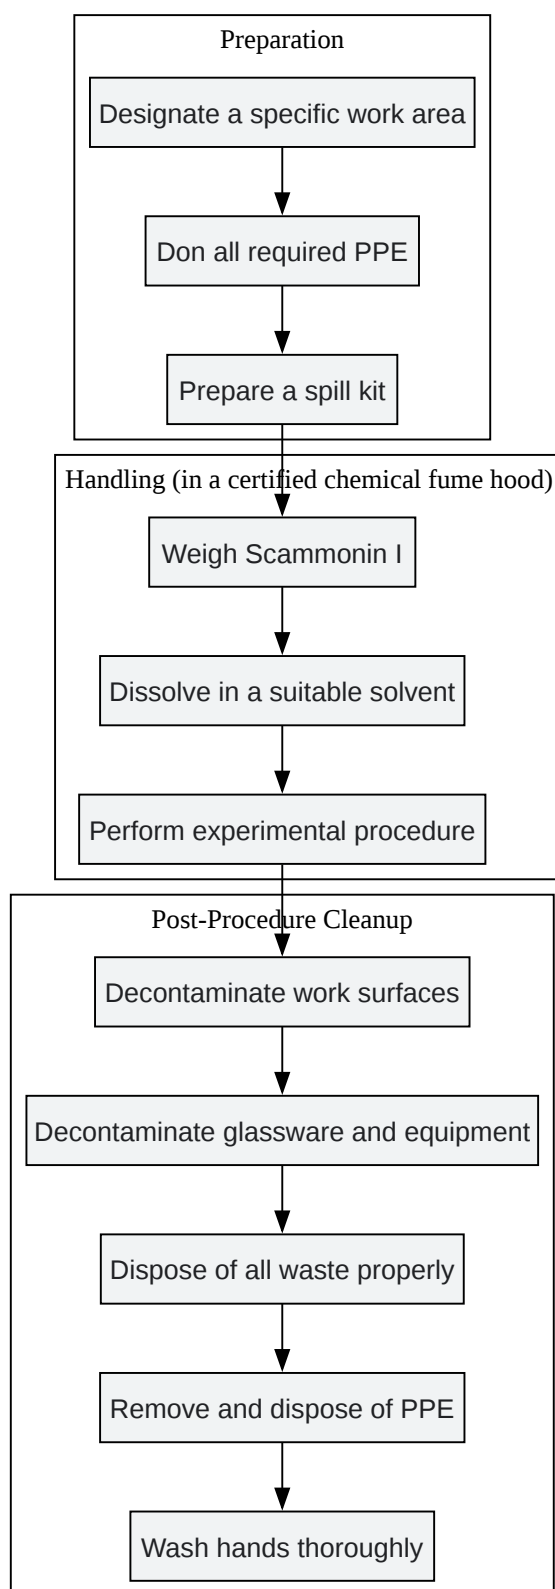 Preparation
Designate a specific work area
Don all required PPE
Prepare a spill kit
Handling (in a certified chemical fume hood)
Weigh Scammonin I
Dissolve in a suitable solvent
Perform experimental procedure
Post-Procedure Cleanup
Decontaminate work surfaces
Decontaminate glassware and equipment
Dispose of all waste properly
Remove and dispose of PPE
Wash hands thoroughly